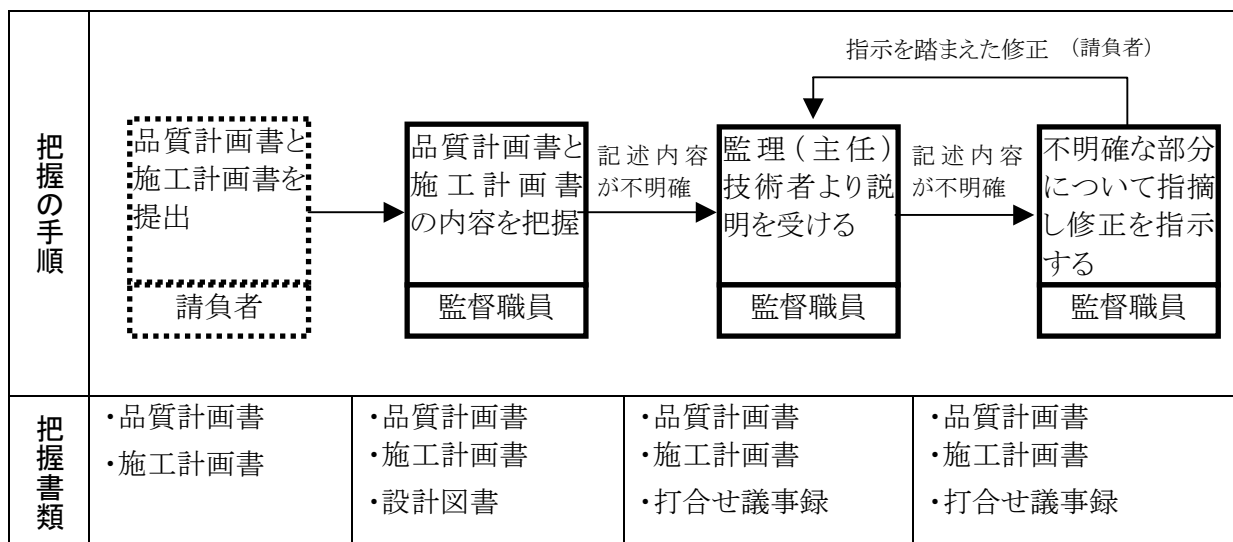 把握の手順
指示を踏まえた修正 (請負者)
品質計画書と
施工計画書を
提出
請負者
品質計画書と
施工計画書
の内容を把握
監督職員
記述内容
が不明確
監理(主任)
技術者より説
明を受ける
監督職員
記述内容
が不明確
不明確な部分
について指摘
し修正を指示
する
監督職員
把握書類
・品質計画書
・施工計画書
・品質計画書
・施工計画書
・設計図書
・品質計画書
・施工計画書
・打合せ議事録
・品質計画書
・施工計画書
・打合せ議事録